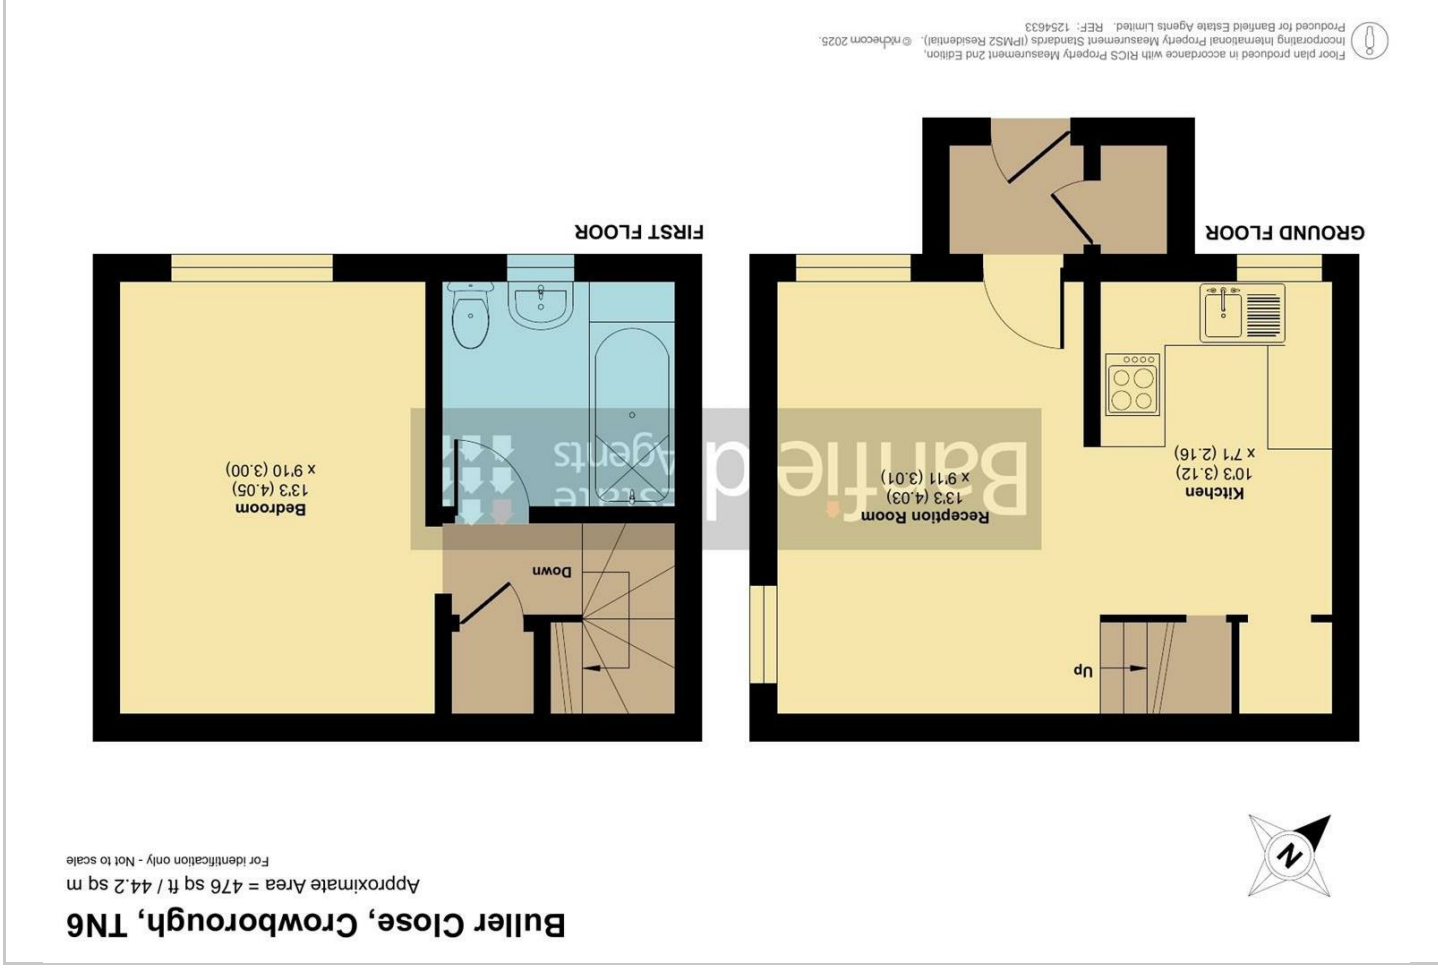 Buller Close, Crowborough, TN6
Approximate Area = 476 sq ft / 44.2 sq m
For identification only - Not to scale
N
Down
Bedroom
13'3 (4.05)
x 9'10 (3.00)
FIRST FLOOR
Up
Reception Room
13'3 (4.03)
x 9'11 (3.01)
Kitchen
10'3 (3.12)
x 7'1 (2.16)
GROUND FLOOR
Banfield
Estate
Agents
Floor plan produced in accordance with RICS Property Measurement 2nd Edition,
Incorporating International Property Measurement Standards (IPMS2 Residential). © nichecom 2025.
Produced for Banfield Estate Agents Limited. REF: 1254633